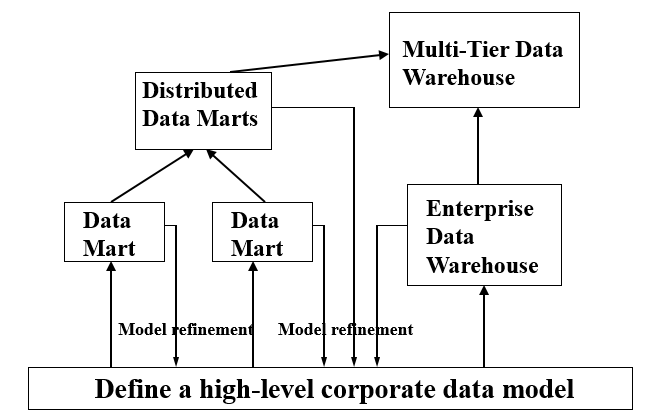 Multi-Tier Data
Warehouse
Distributed
Data Marts
Data
Mart
Data
Mart
Enterprise
Data
Warehouse
Model refinement
Model refinement
Define a high-level corporate data model